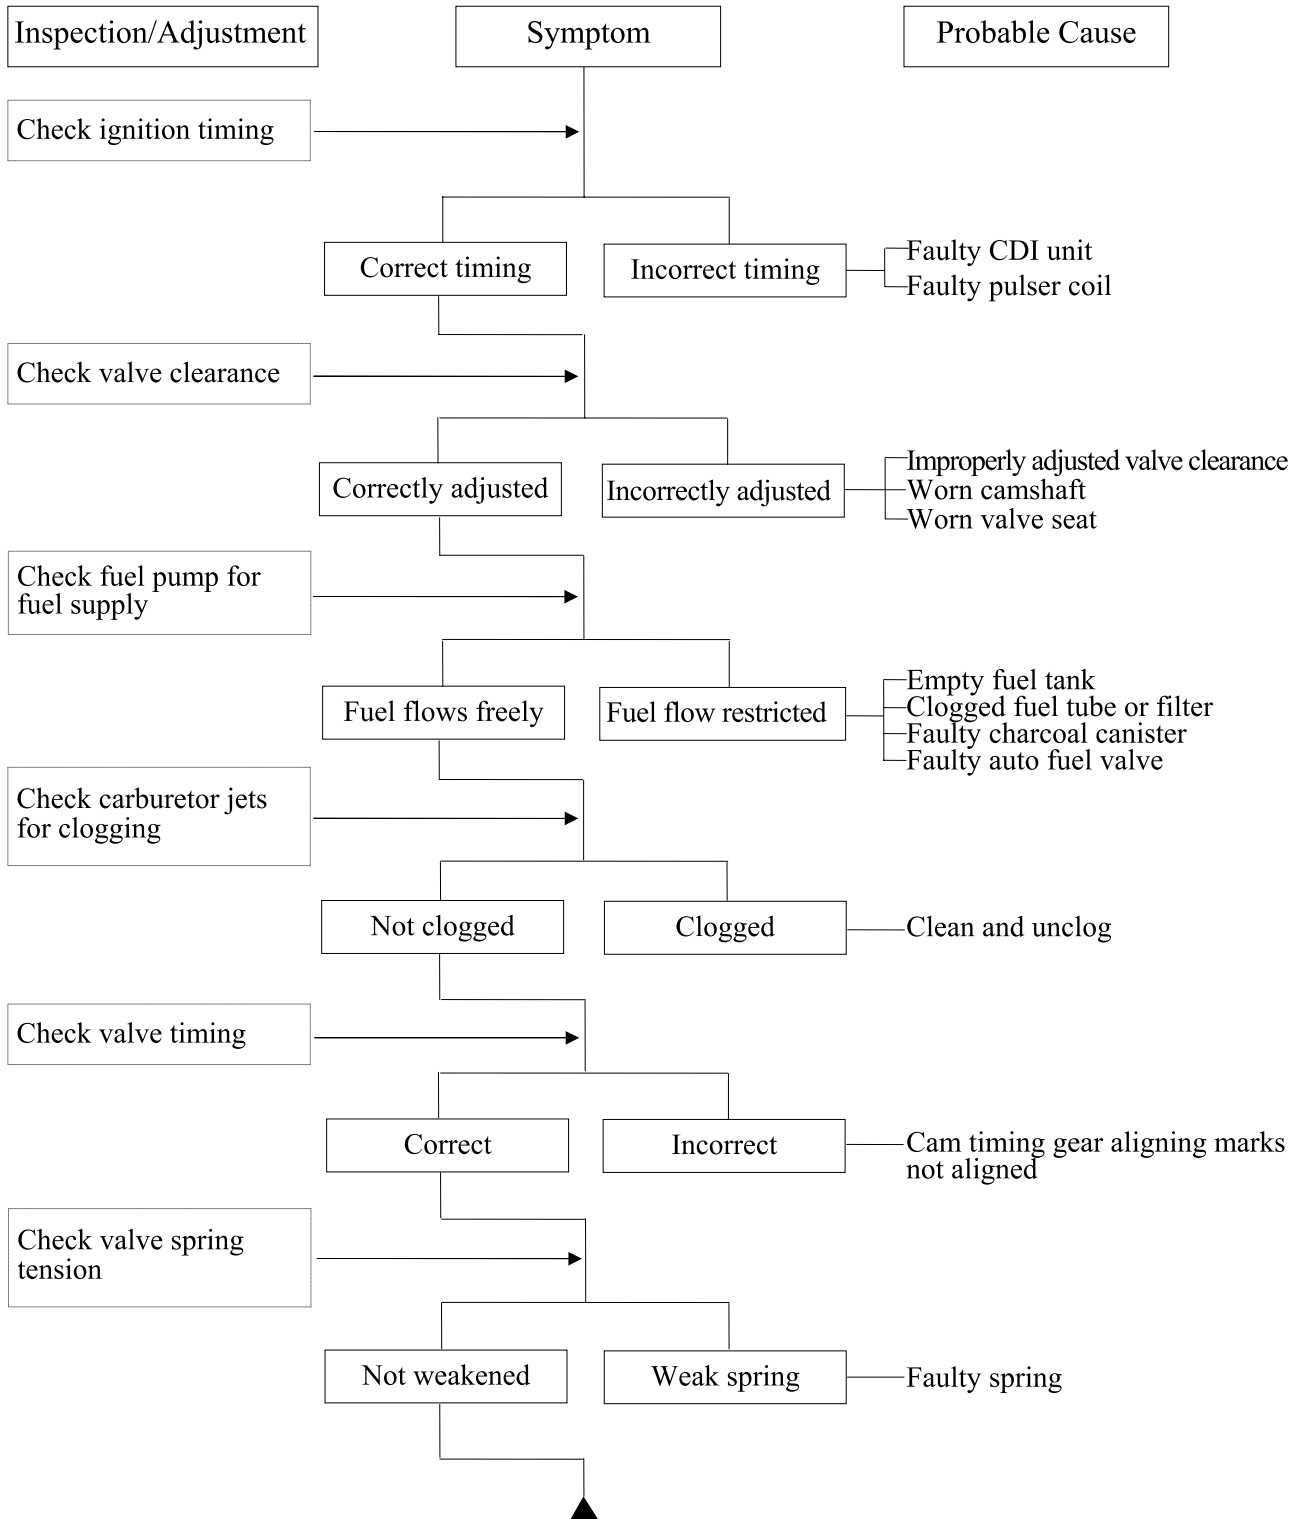 Inspection/Adjustment
Symptom
Probable Cause
Check ignition timing
Correct timing
Incorrect timing
Faulty CDI unit
Faulty pulser coil
Check valve clearance
Correctly adjusted
Incorrectly adjusted
Improperly adjusted valve clearance
Worn camshaft
Worn valve seat
Check fuel pump for
fuel supply
Fuel flows freely
Fuel flow restricted
Empty fuel tank
Clogged fuel tube or filter
Faulty charcoal canister
Faulty auto fuel valve
Check carburetor jets
for clogging
Not clogged
Clogged
Clean and unclog
Check valve timing
Correct
Incorrect
Cam timing gear aligning marks
not aligned
Check valve spring
tension
Not weakened
Weak spring
Faulty spring